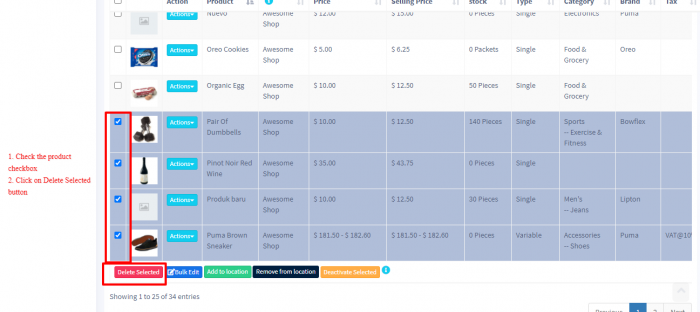 Action Product Price Selling Price stock Type Category Brand Tax
Nuevo Awesome $ 12.00 $ 15.00 0 Pieces Single Electronics Puma
Shop
Actions Oreo Cookies Awesome $ 5.00 $ 6.25 0 Packets Single Food & Oreo
Shop Grocery
Actions Organic Egg Awesome $ 10.00 $ 12.50 50 Pieces Single Food &
Shop Grocery
Actions Pair Of Awesome $ 10.00 $ 12.50 140 Pieces Single Sports Bowflex
Dumbbells Shop -- Exercise &
Fitness
1. Check the product
checkbox.
2. Click on Delete Selected
button
Actions Pinot Noir Red Awesome $ 35.00 $ 43.75 0 Pieces Single
Wine Shop
Actions Produk baru Awesome $ 10.00 $ 12.50 30 Pieces Single Men's Lipton
Shop -- Jeans
Actions Puma Brown Awesome $ 181.50 - $ 182.60 $ 181.50 - $ 182.60 0 Pieces Variable Accessories Puma VAT@10
Sneaker Shop -- Shoes
Delete Selected Bulk Edit Add to location Remove from location Deactivate Selected
Showing 1 to 25 of 34 entries
Previous 1 2 Next